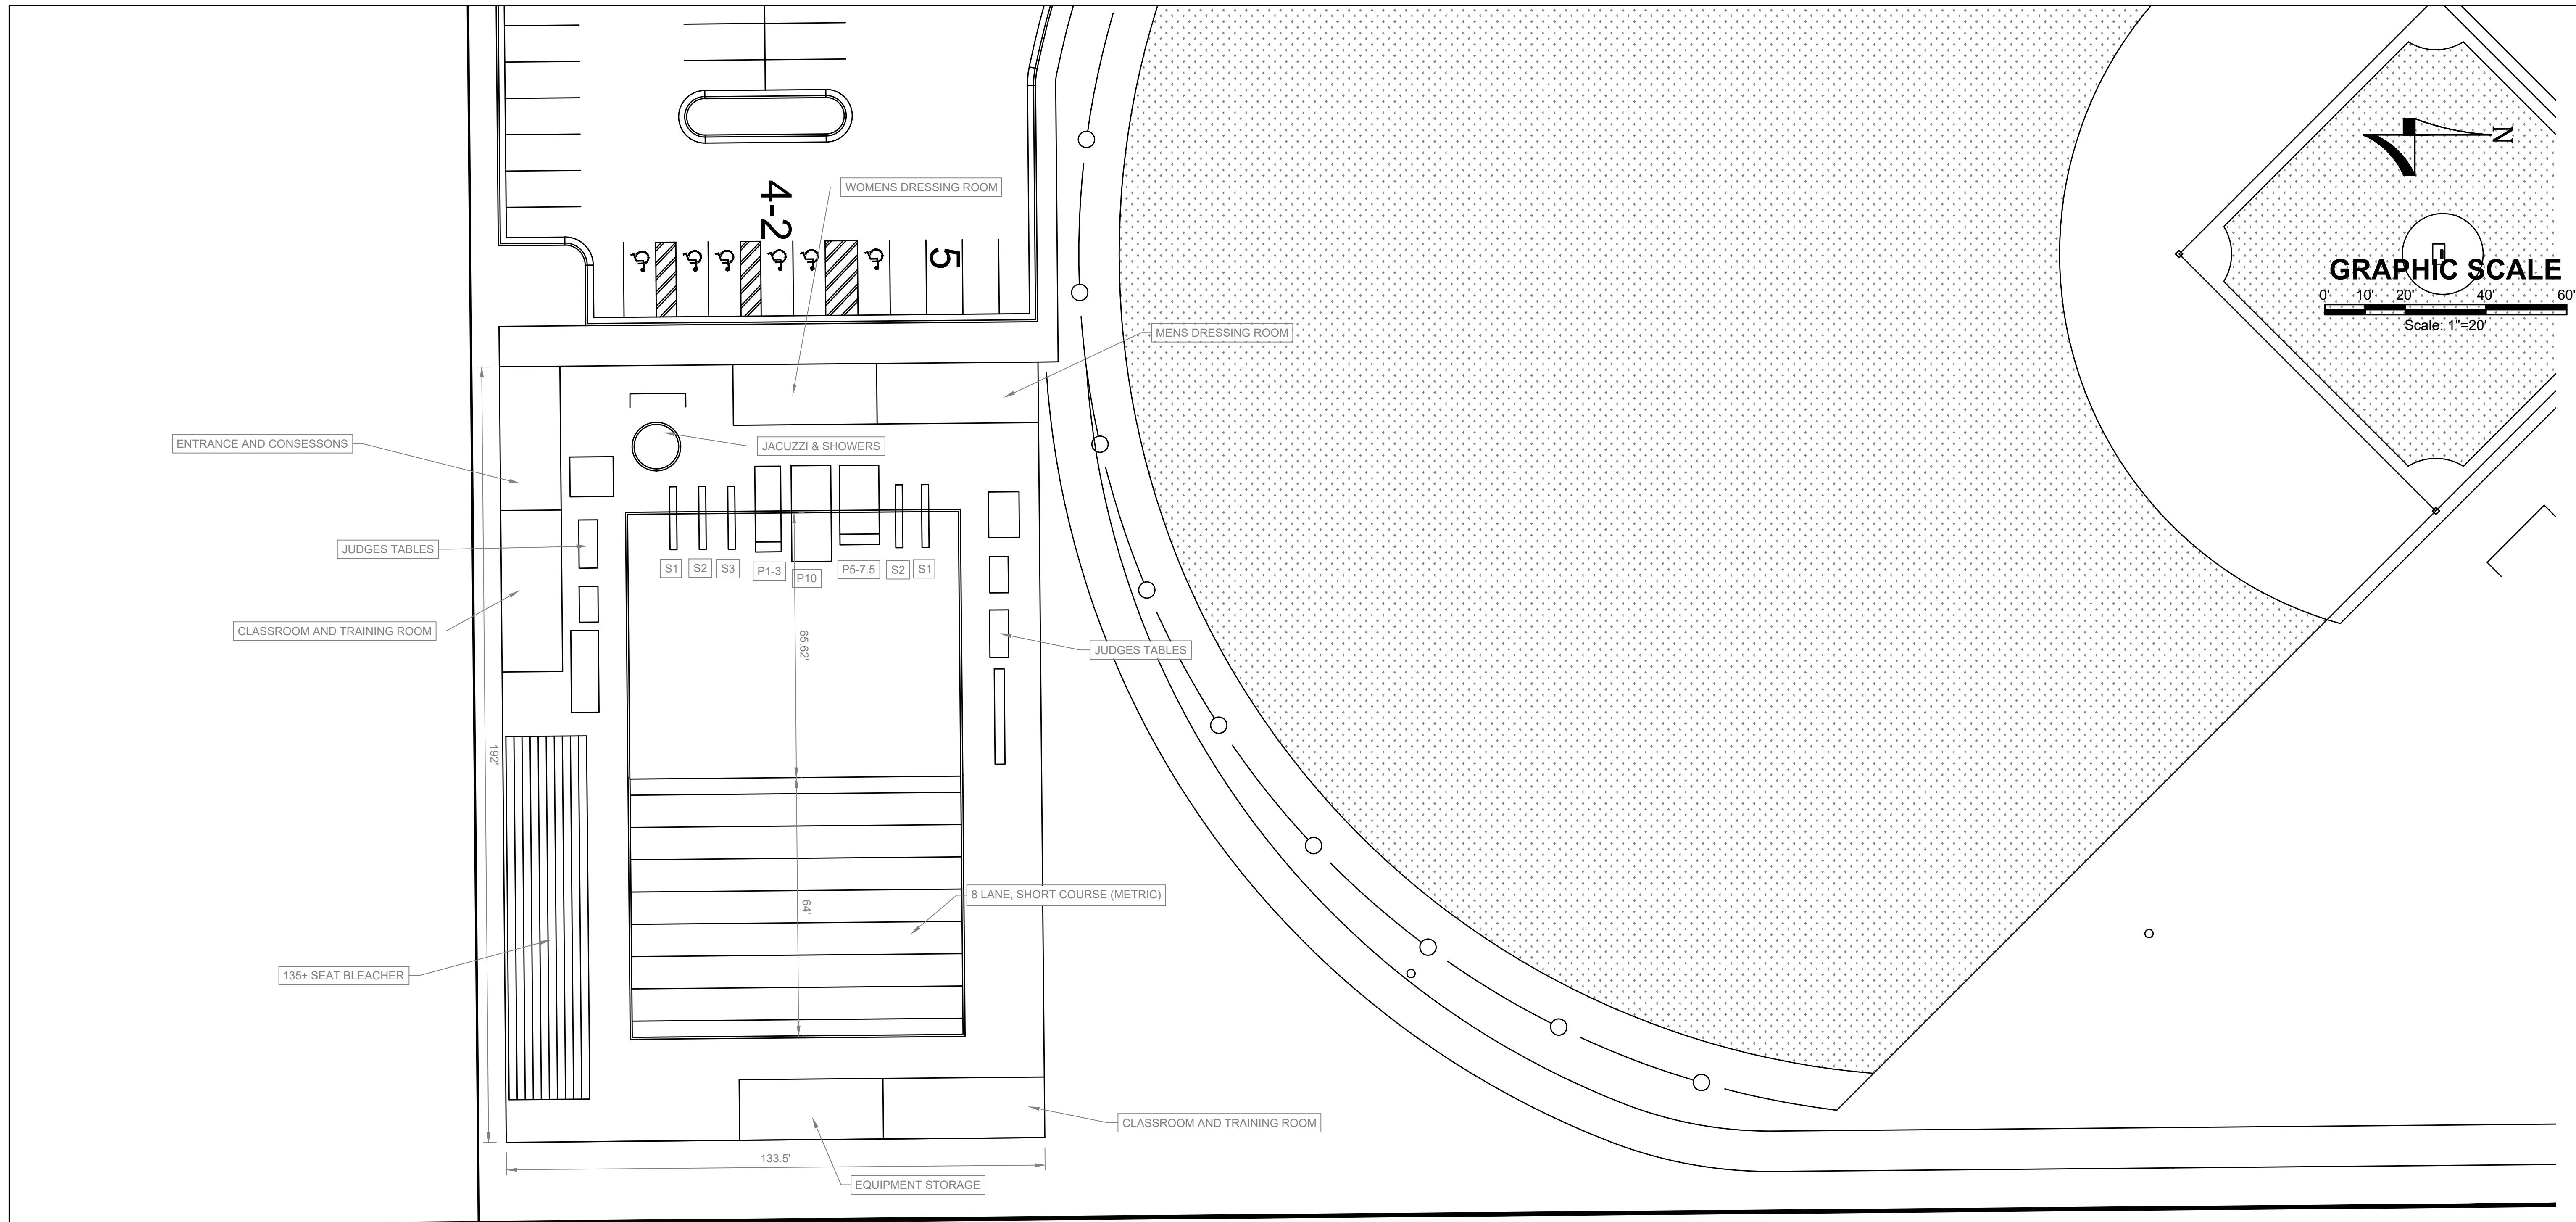 N
4-2
WOMENS DRESSING ROOM
5
GRAPHIC SCALE
0' 10' 20' 40' 60'
Scale: 1"=20'
MENS DRESSING ROOM
ENTRANCE AND CONSESSONS
JACUZZI & SHOWERS
JUDGES TABLES
S1 S2 S3 P1-3 P10 P5-7.5 S2 S1
CLASSROOM AND TRAINING ROOM
65.62'
JUDGES TABLES
192'
8 LANE, SHORT COURSE (METRIC)
64'
135± SEAT BLEACHER
CLASSROOM AND TRAINING ROOM
133.5'
EQUIPMENT STORAGE